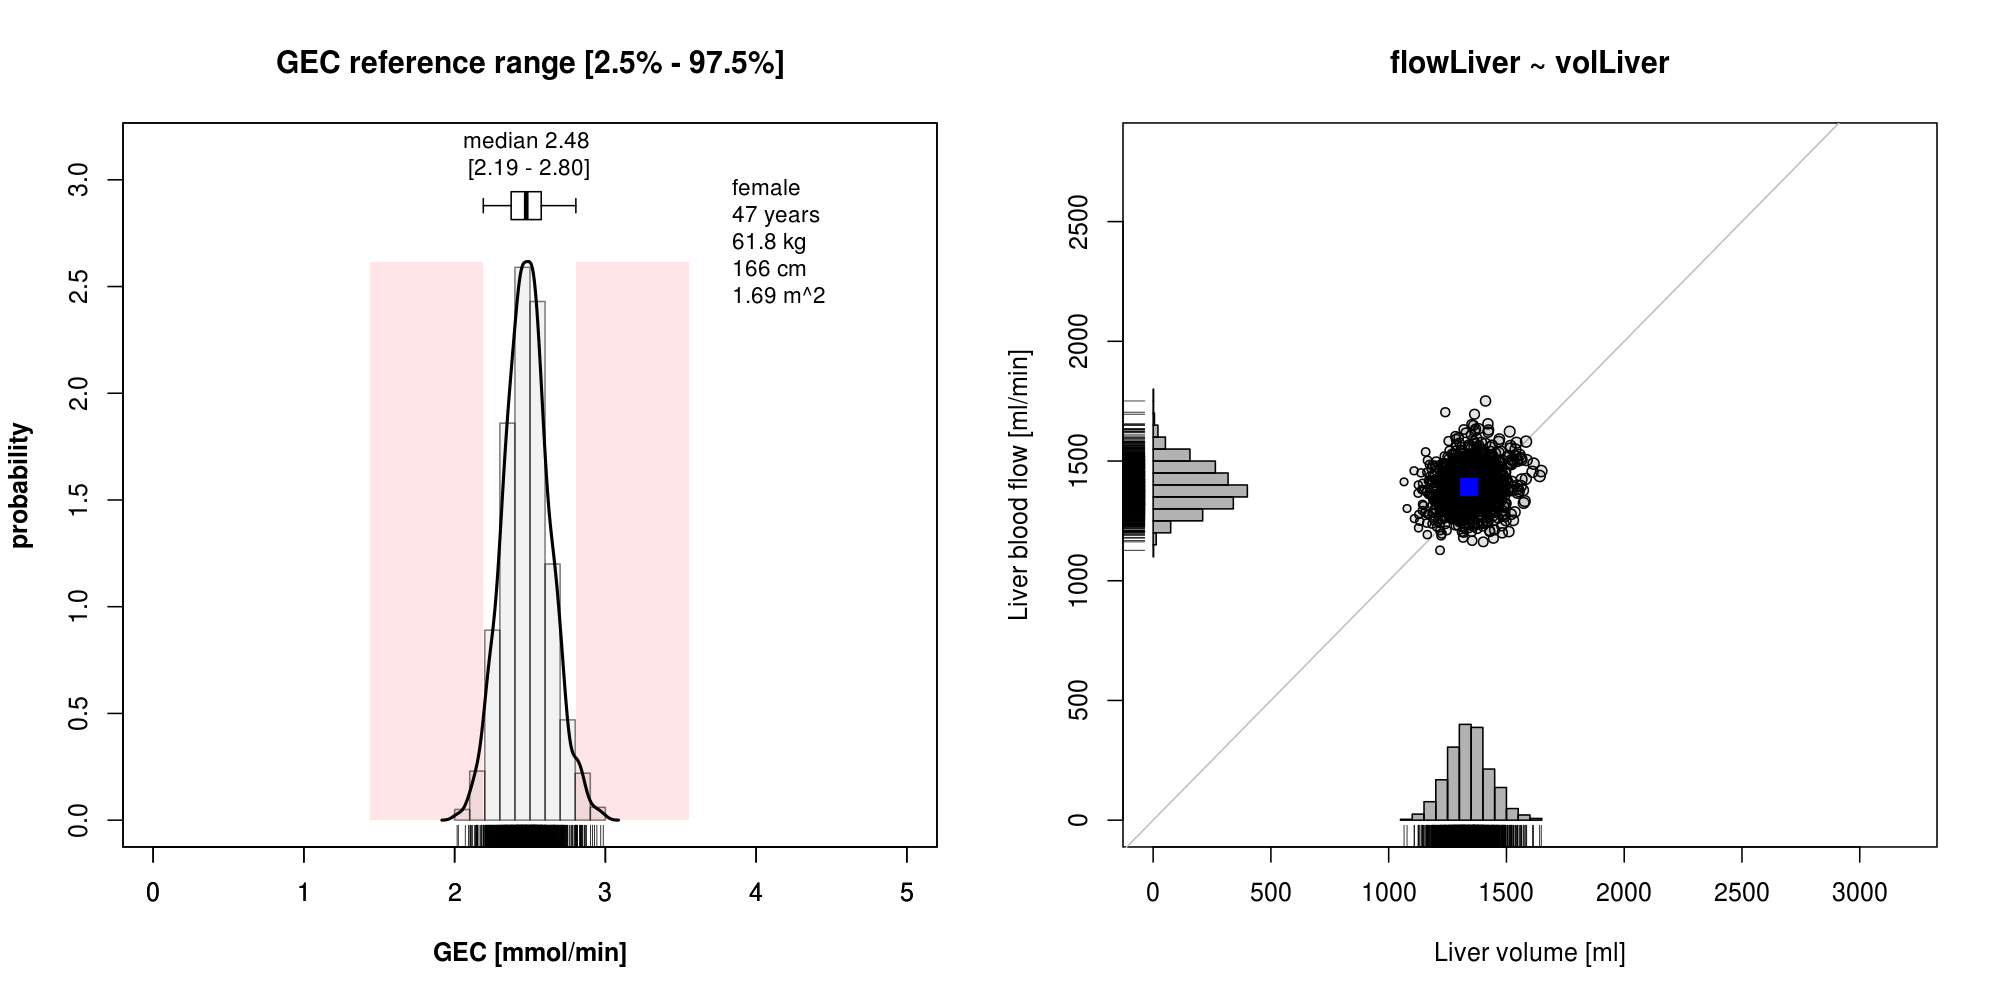 GEC reference range [2.5% - 97.5%]
median 2.48
[2.19 - 2.80]
female
47 years
61.8 kg
166 cm
1.69 m^2
probability
0.0
0.5
1.0
1.5
2.0
2.5
3.0
0 1 2 3 4 5
GEC [mmol/min]
flowLiver ~ volLiver
Liver blood flow [ml/min]
0
500
1000
1500
2000
2500
0 500 1000 1500 2000 2500 3000
Liver volume [ml]